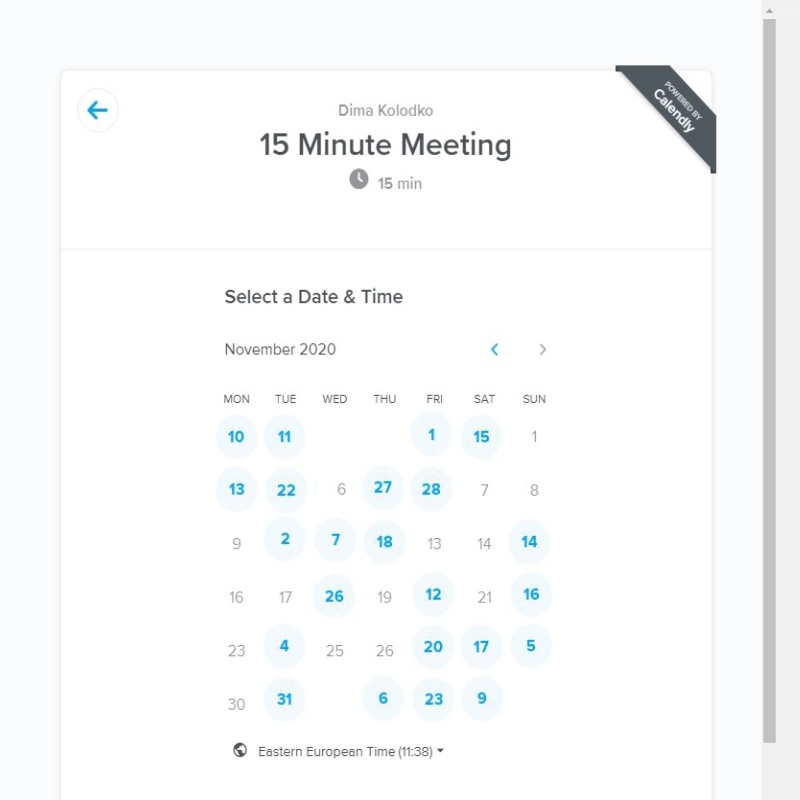 Dima Kolodko
15 Minute Meeting
15 min
POWERED BY
Calendly
Select a Date & Time
November 2020
MON TUE WED THU FRI SAT SUN
10 11 1 15 1
13 22 6 27 28 7 8
9 2 7 18 13 14 14
16 17 26 19 12 21 16
23 4 25 26 20 17 5
30 31 6 23 9
Eastern European Time (11:38)